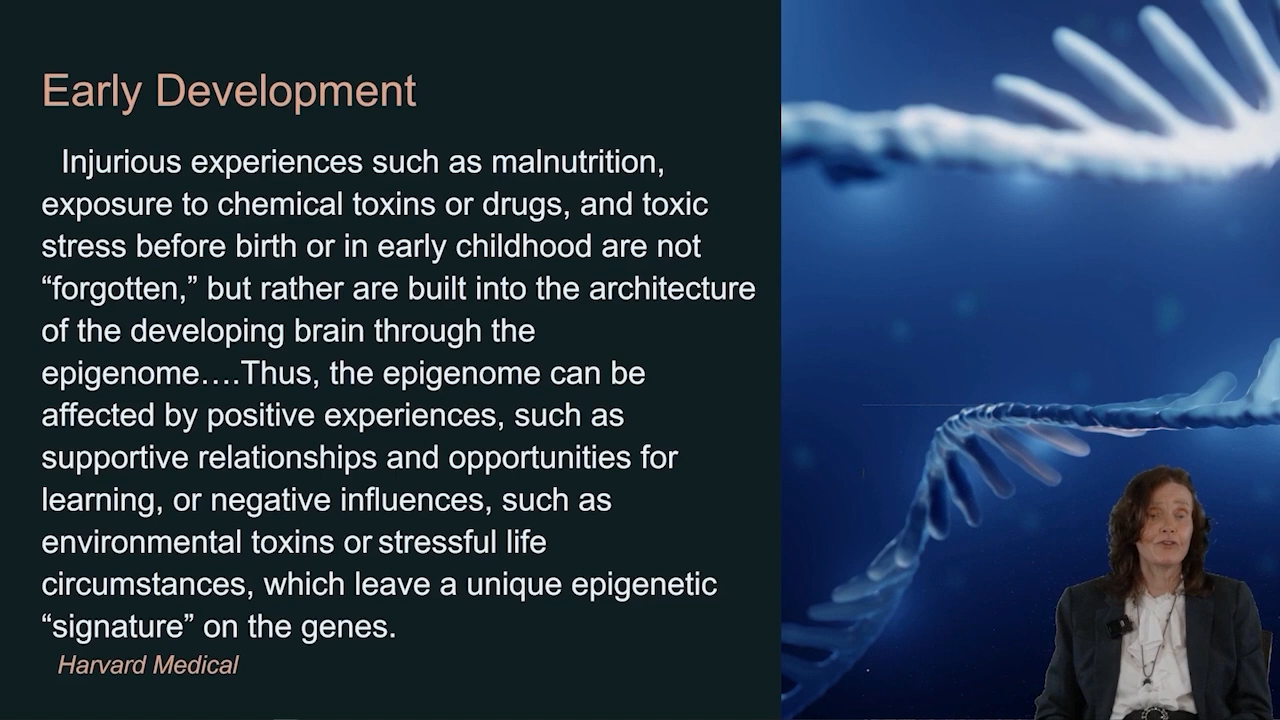 Early Development
Injurious experiences such as malnutrition,
exposure to chemical toxins or drugs, and toxic
stress before birth or in early childhood are not
“forgotten,” but rather are built into the architecture
of the developing brain through the
epigenome….Thus, the epigenome can be
affected by positive experiences, such as
supportive relationships and opportunities for
learning, or negative influences, such as
environmental toxins or stressful life
circumstances, which leave a unique epigenetic
“signature” on the genes.
Harvard Medical